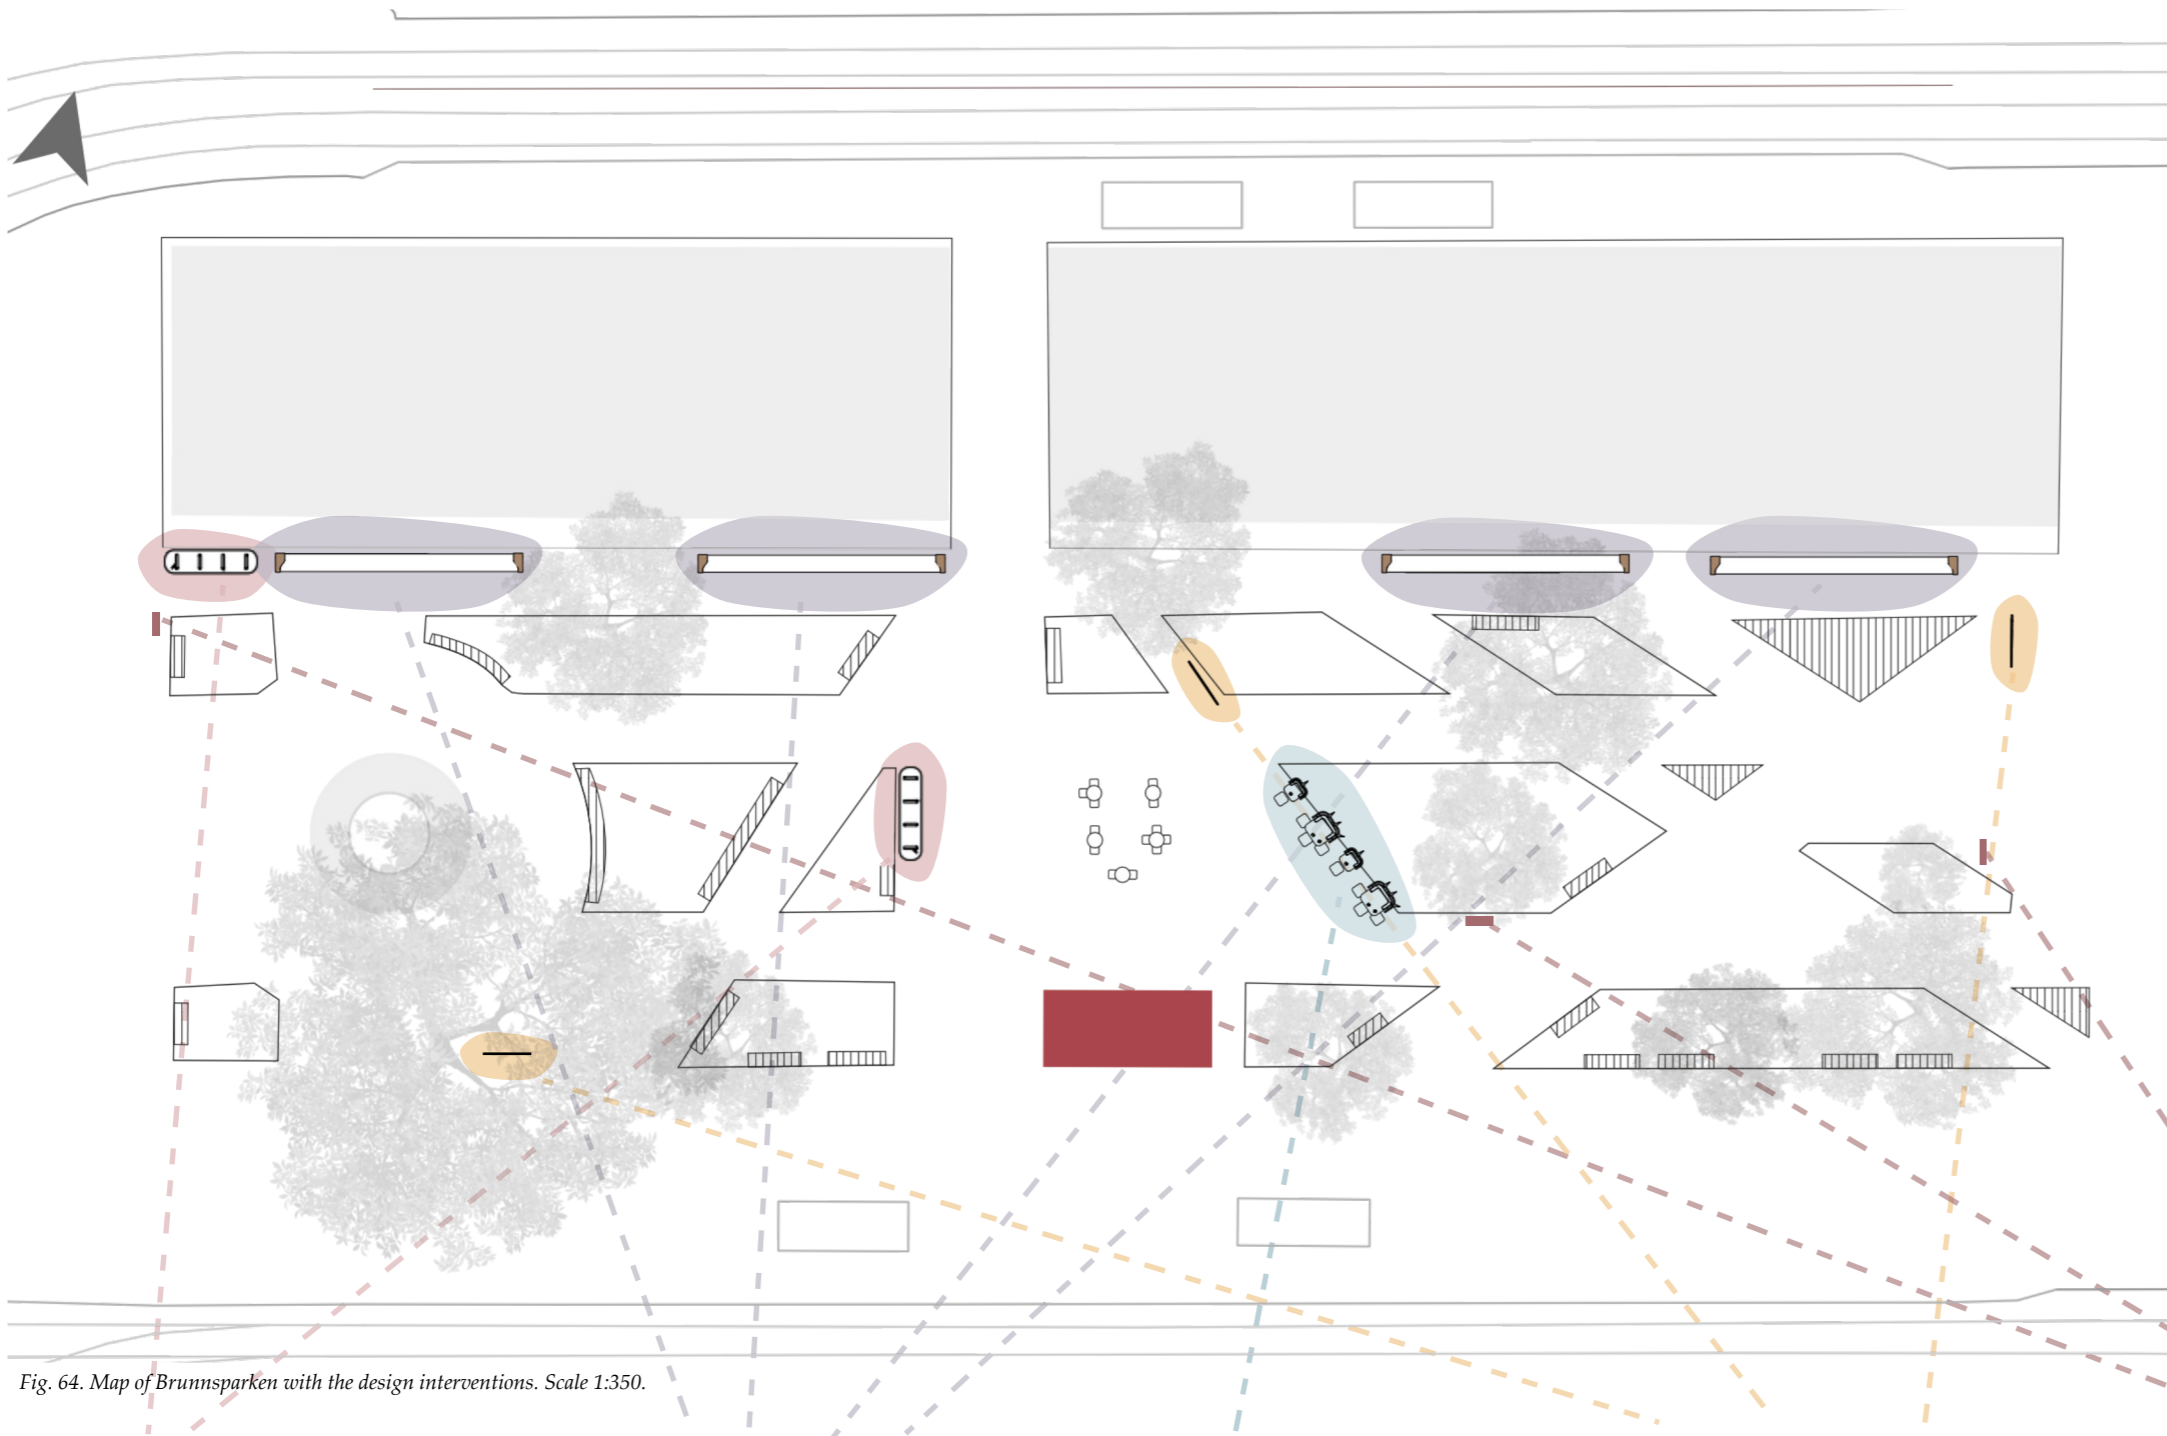 Fig. 64. Map of Brunnsparken with the design interventions. Scale 1:350.